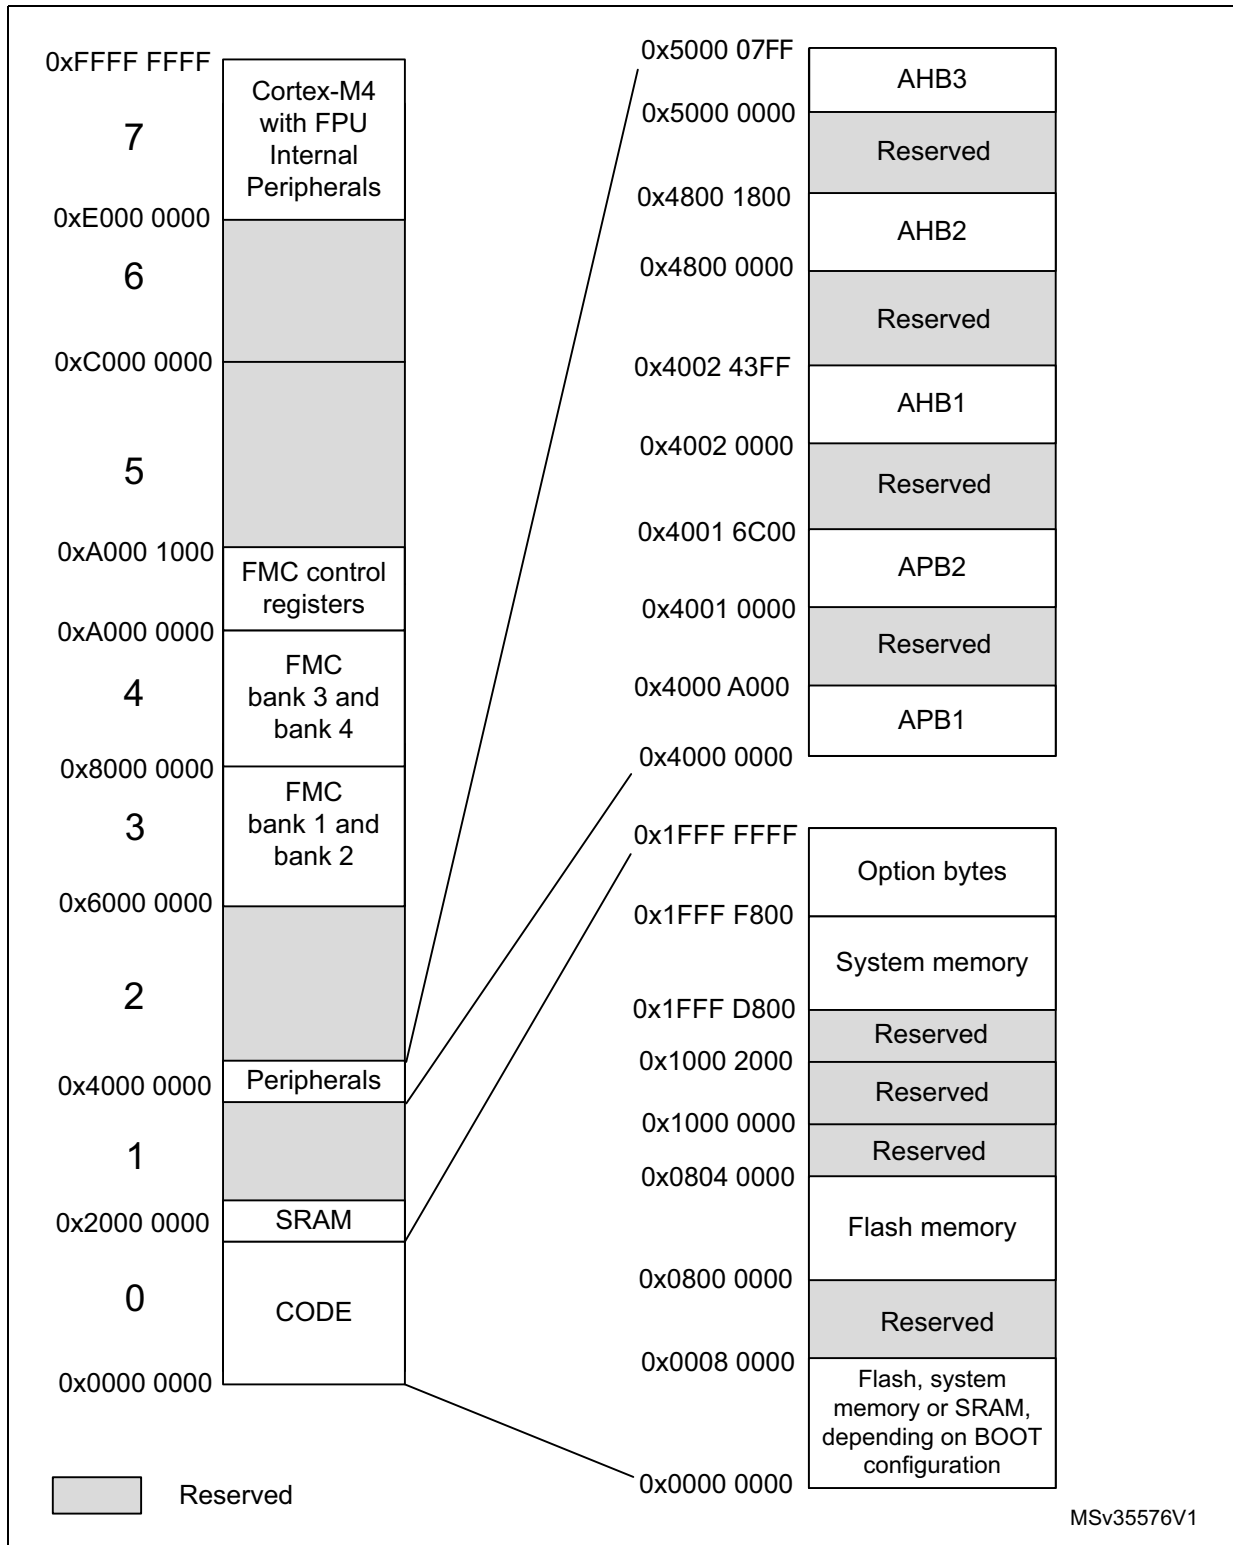 0xFFFF FFFF
7
Cortex-M4
with FPU
Internal
Peripherals
0xE000 0000
6
0xC000 0000
5
0xA000 1000
FMC control
registers
0xA000 0000
4
FMC
bank 3 and
bank 4
0x8000 0000
3
FMC
bank 1 and
bank 2
0x6000 0000
2
0x4000 0000
Peripherals
1
0x2000 0000
SRAM
0
CODE
0x0000 0000
Reserved
0x5000 07FF
AHB3
0x5000 0000
Reserved
0x4800 1800
AHB2
0x4800 0000
Reserved
0x4002 43FF
AHB1
0x4002 0000
Reserved
0x4001 6C00
APB2
0x4001 0000
Reserved
0x4000 A000
APB1
0x4000 0000
0x1FFF FFFF
Option bytes
0x1FFF F800
System memory
0x1FFF D800
Reserved
0x1000 2000
Reserved
0x1000 0000
Reserved
0x0804 0000
Flash memory
0x0800 0000
Reserved
0x0008 0000
Flash, system
memory or SRAM,
depending on BOOT
configuration
0x0000 0000
MSv35576V1